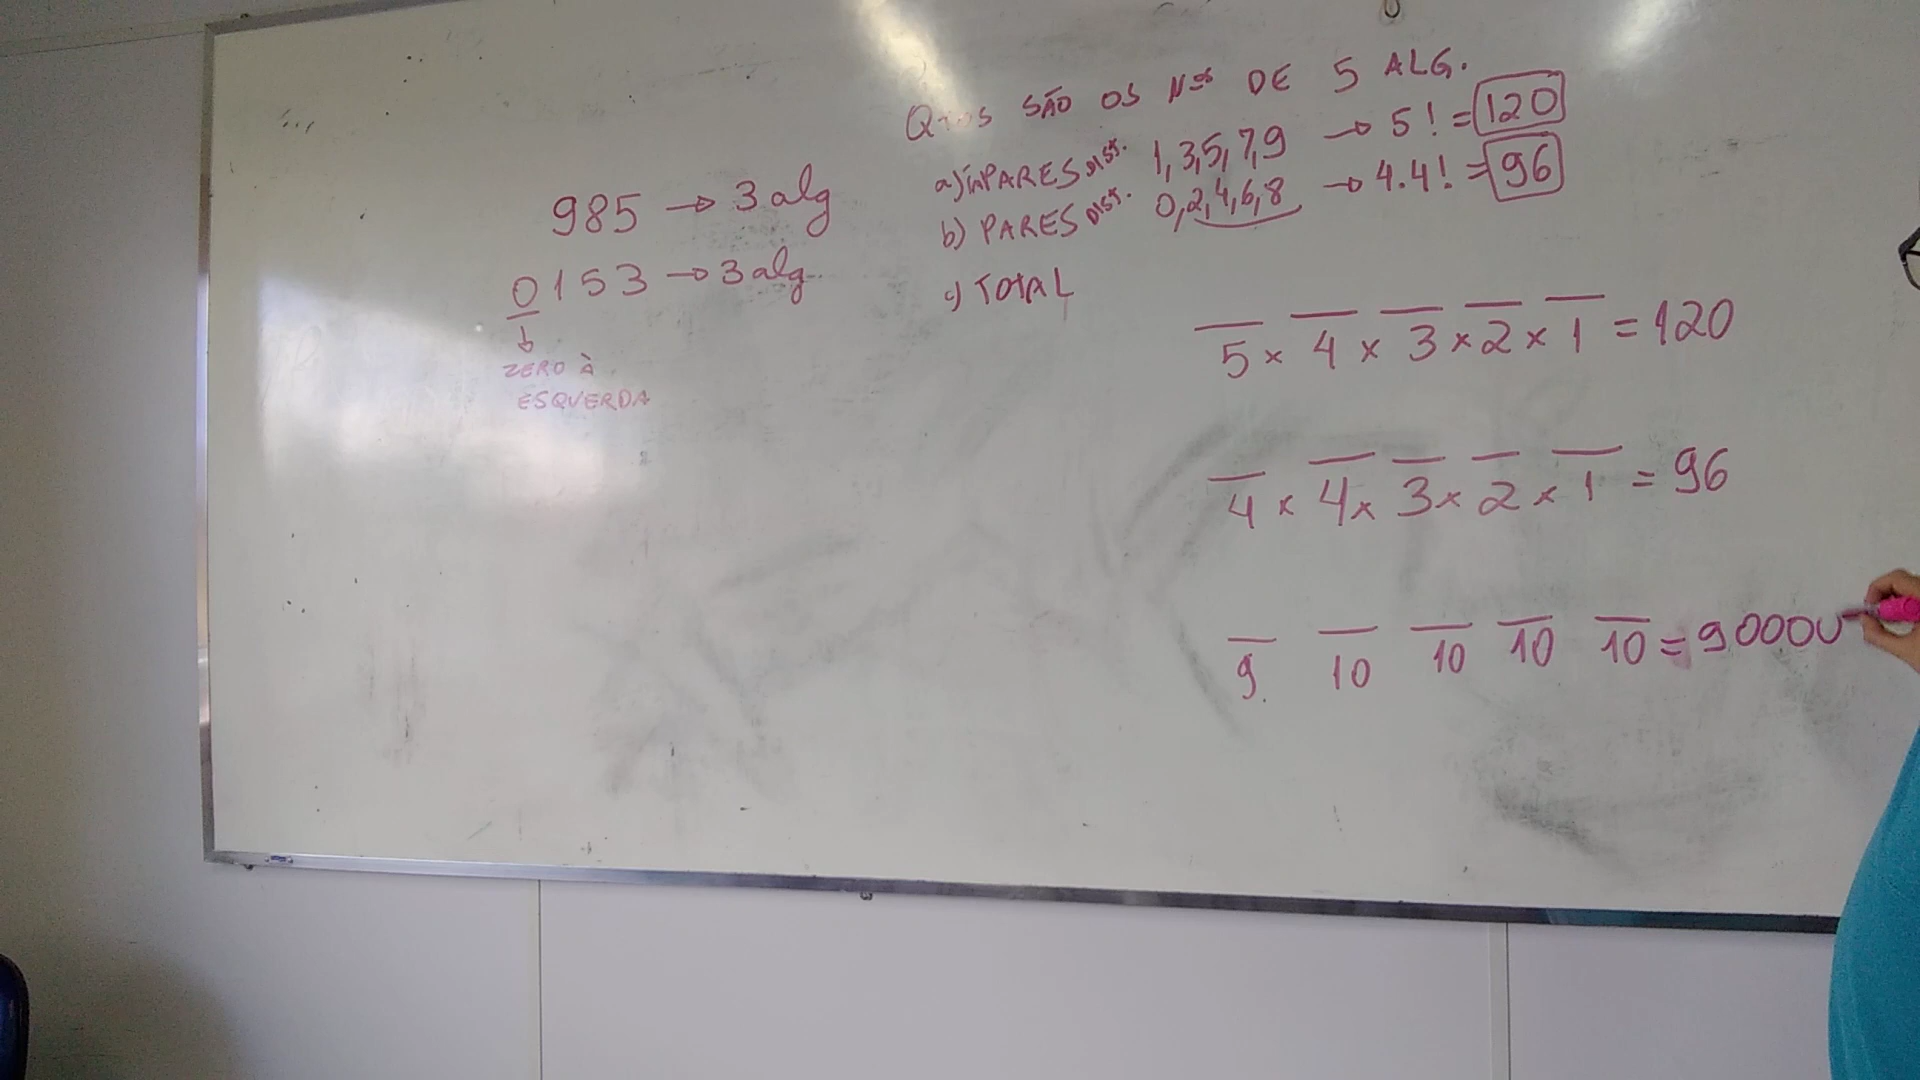 985 → 3 alg
0153 → 3 alg.
ZERO À
ESQUERDA
SÃO OS Nºs DE 5 ALG.
a) ÍMPARES DIST. 1,3,5,7,9 → 5! = 120
b) PARES DIST. 0,2,4,6,8 → 4.4! = 96
c) TOTAL
5 × 4 × 3 × 2 × 1 = 120
4 × 4 × 3 × 2 × 1 = 96
9 10 10 10 10 = 90000